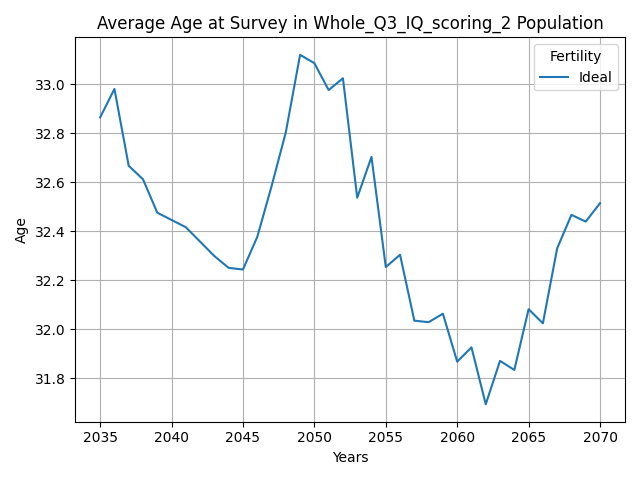 Average Age at Survey in Whole_Q3_IQ_scoring_2 Population
Fertility
Ideal
Age
33.0
32.8
32.6
32.4
32.2
32.0
31.8
2035 2040 2045 2050 2055 2060 2065 2070
Years